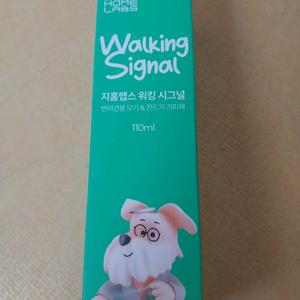 HOME
LABS
Walking
Signal
지홈랩스 워킹 시그널
반려견용 모기 & 진드기 기피제
110ml